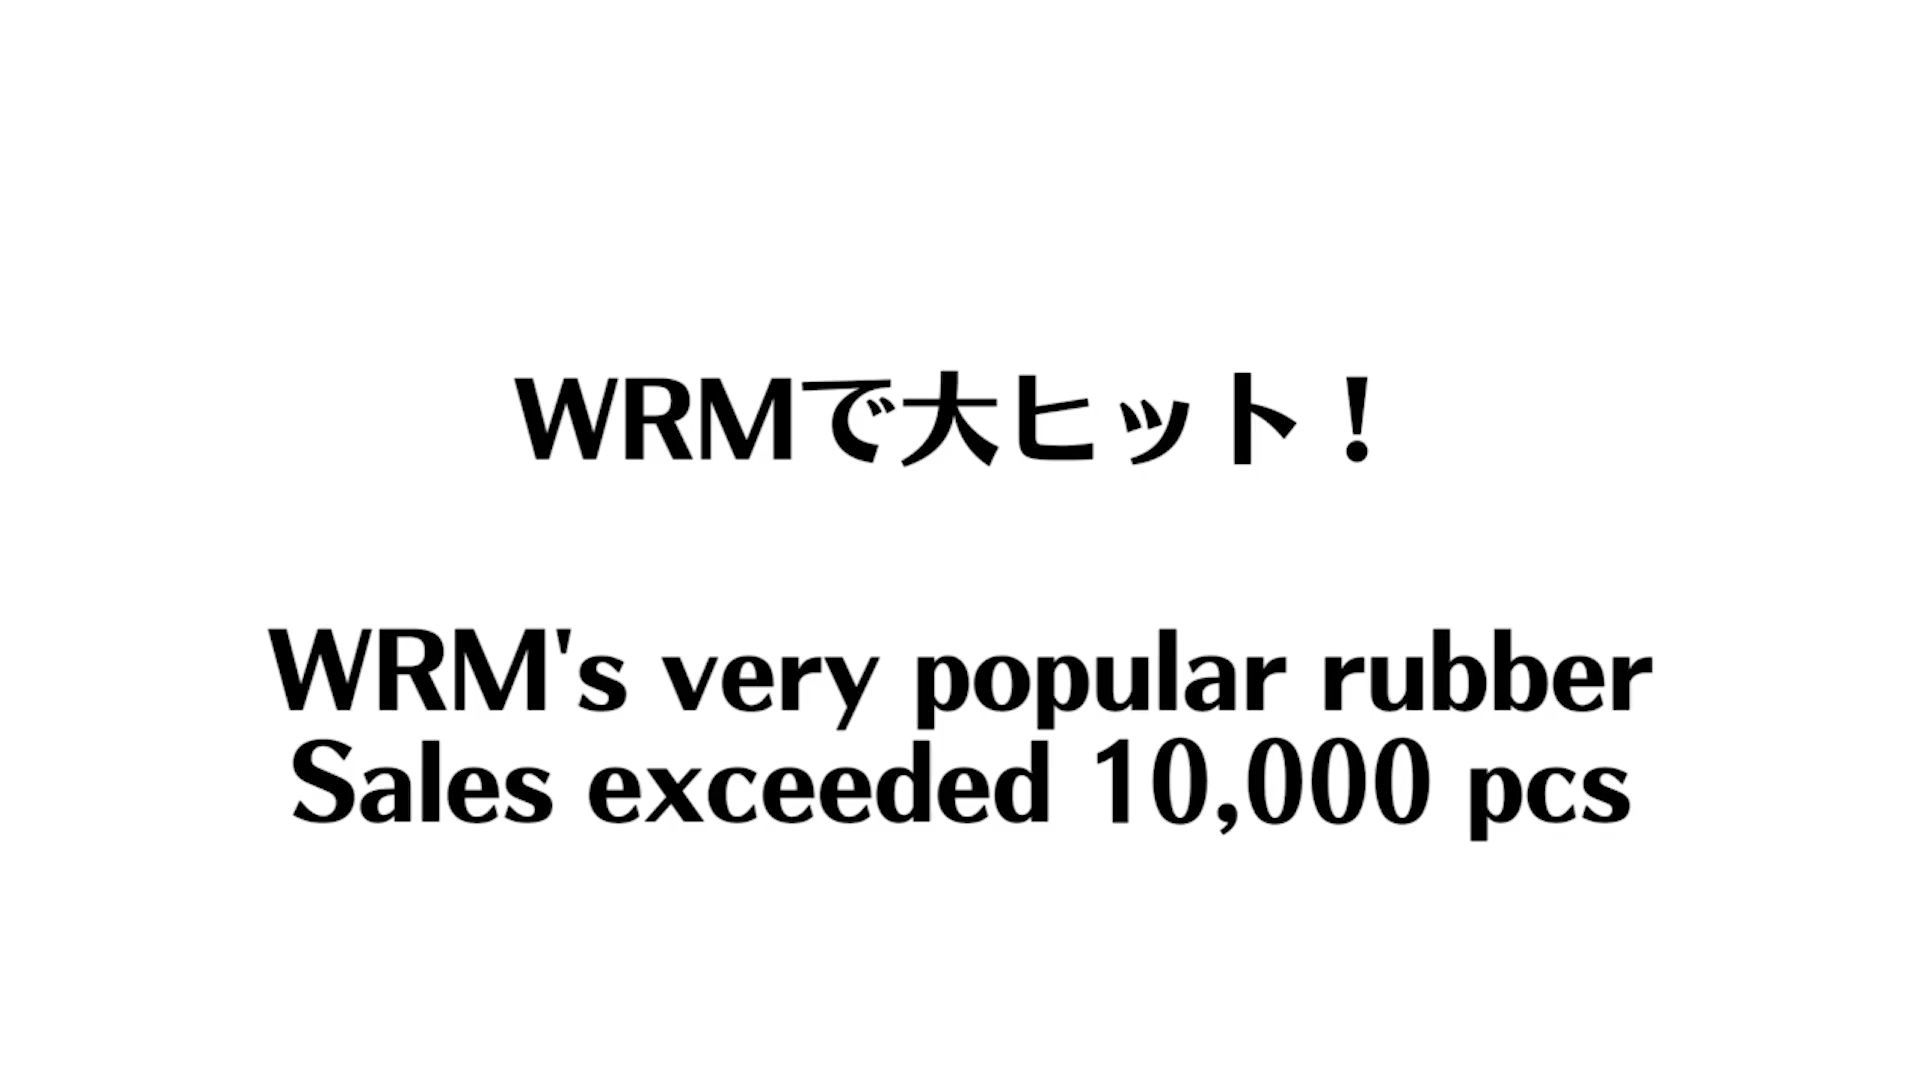 WRMで大ヒット！
WRM's very popular rubber
Sales exceeded 10,000 pcs